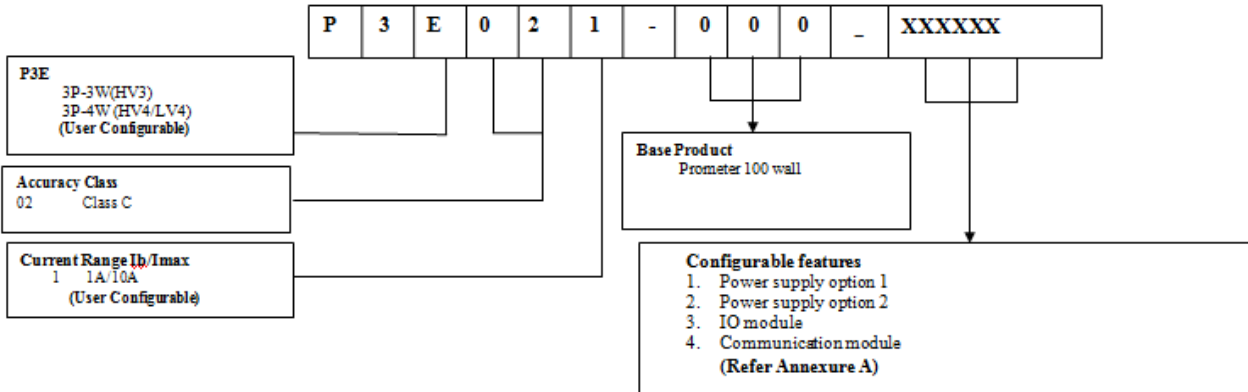 P 3 E 0 2 1 - 0 0 0 _ XXXXXX
P3E
3P-3W(HV3)
3P-4W (HV4/LV4)
(User Configurable)
Accuracy Class
02 Class C
Current Range Ib/Imax
1 1A/10A
(User Configurable)
Base Product
Prometer 100 wall
Configurable features
1. Power supply option 1
2. Power supply option 2
3. IO module
4. Communication module
(Refer Annexure A)